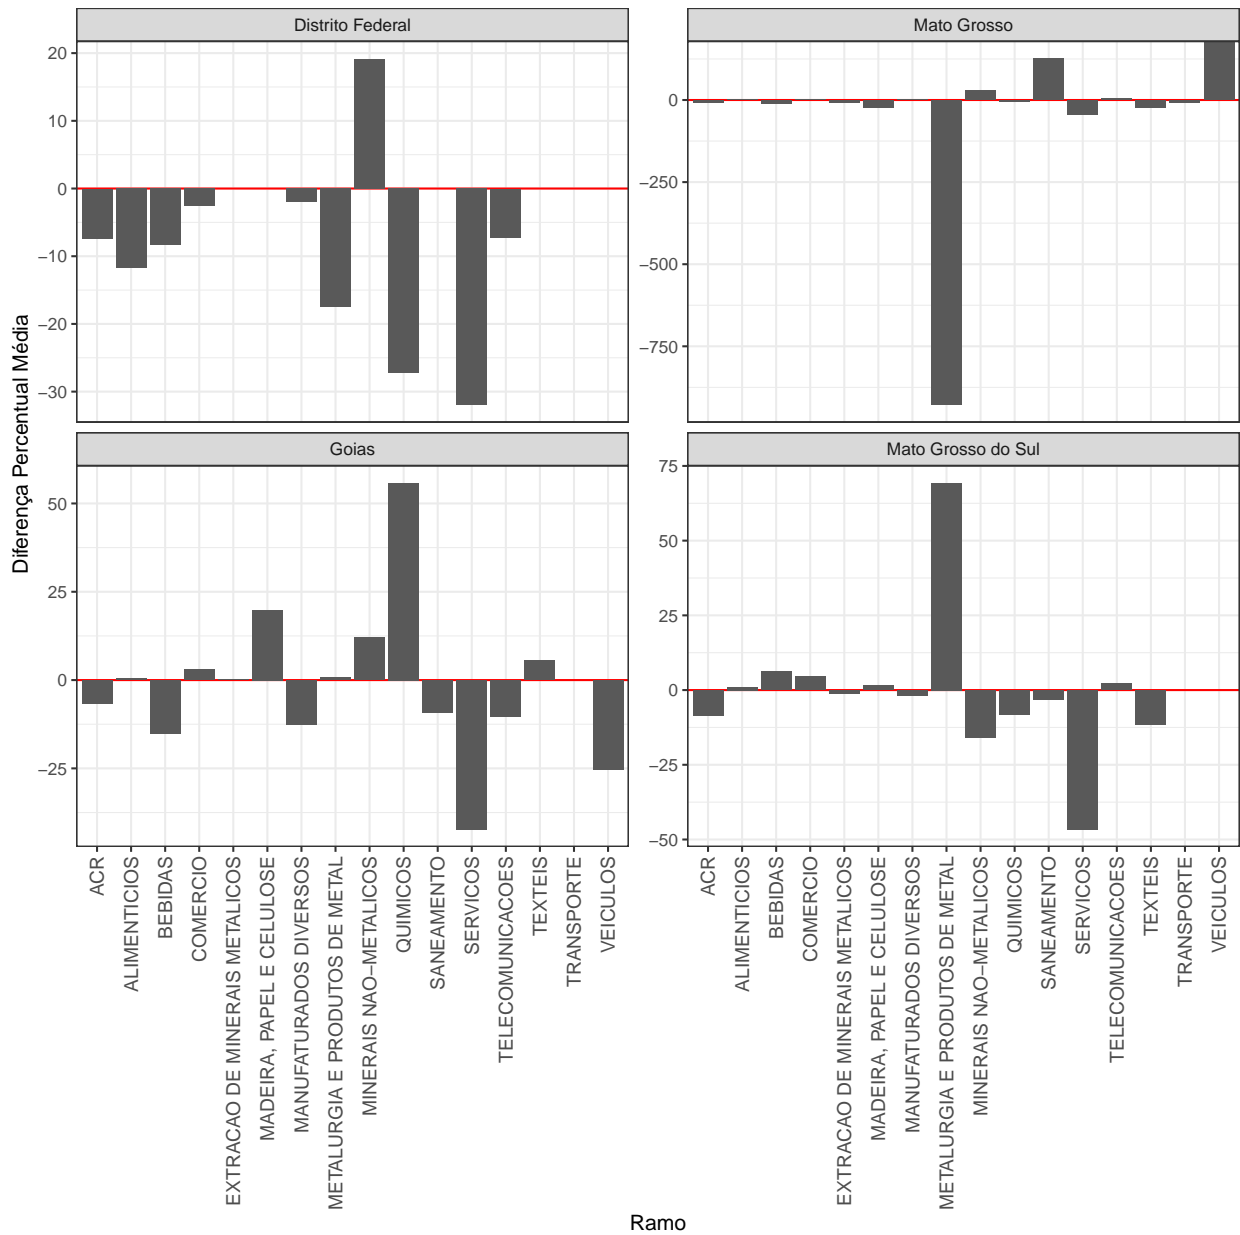 Distrito Federal
20
10
0
−10
−20
−30
Mato Grosso
0
−250
−500
−750
Diferença Percentual Média
Goias
50
25
0
−25
Mato Grosso do Sul
75
50
25
0
−25
−50
ACR
ALIMENTICIOS
BEBIDAS
COMERCIO
EXTRACAO DE MINERAIS METALICOS
MADEIRA, PAPEL E CELULOSE
MANUFATURADOS DIVERSOS
METALURGIA E PRODUTOS DE METAL
MINERAIS NAO−METALICOS
QUIMICOS
SANEAMENTO
SERVICOS
TELECOMUNICACOES
TEXTEIS
TRANSPORTE
VEICULOS
ACR
ALIMENTICIOS
BEBIDAS
COMERCIO
EXTRACAO DE MINERAIS METALICOS
MADEIRA, PAPEL E CELULOSE
MANUFATURADOS DIVERSOS
METALURGIA E PRODUTOS DE METAL
MINERAIS NAO−METALICOS
QUIMICOS
SANEAMENTO
SERVICOS
TELECOMUNICACOES
TEXTEIS
TRANSPORTE
VEICULOS
Ramo